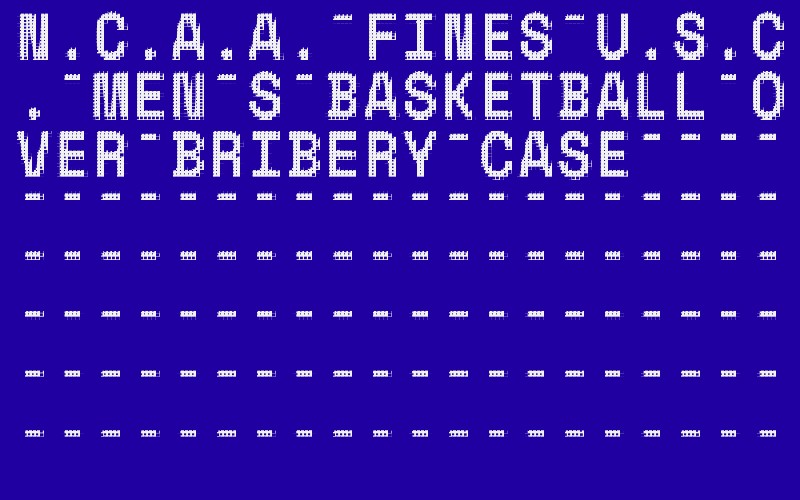 N.C.A.A. FINES U.S.C
. MEN S BASKETBALL O
VER BRIBERY CASE